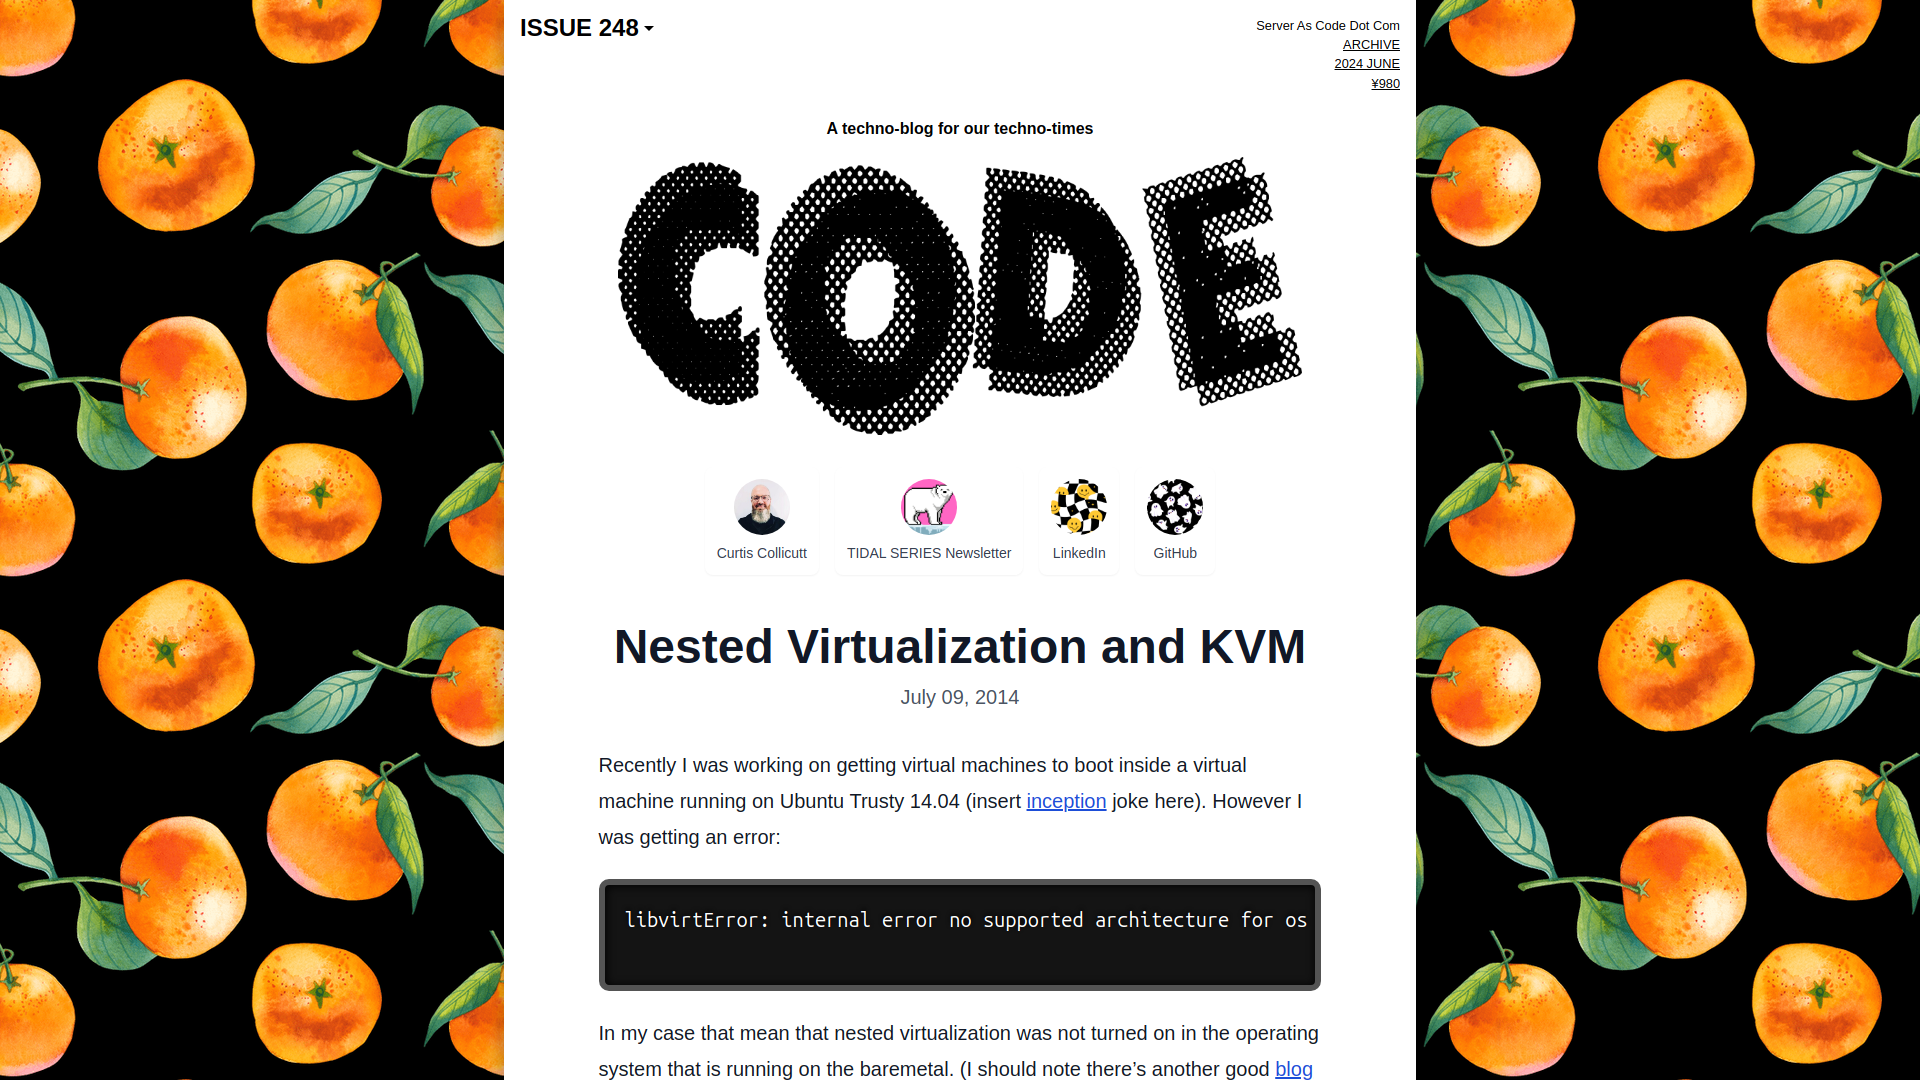 ISSUE 248
Server As Code Dot Com
ARCHIVE
2024 JUNE
¥980
A techno-blog for our techno-times
CODE
Curtis Collicutt
TIDAL SERIES Newsletter
LinkedIn
GitHub
Nested Virtualization and KVM
July 09, 2014
Recently I was working on getting virtual machines to boot inside a virtual
machine running on Ubuntu Trusty 14.04 (insert inception joke here). However I
was getting an error:
libvirtError: internal error no supported architecture for os
In my case that mean that nested virtualization was not turned on in the operating
system that is running on the baremetal. (I should note there’s another good blog